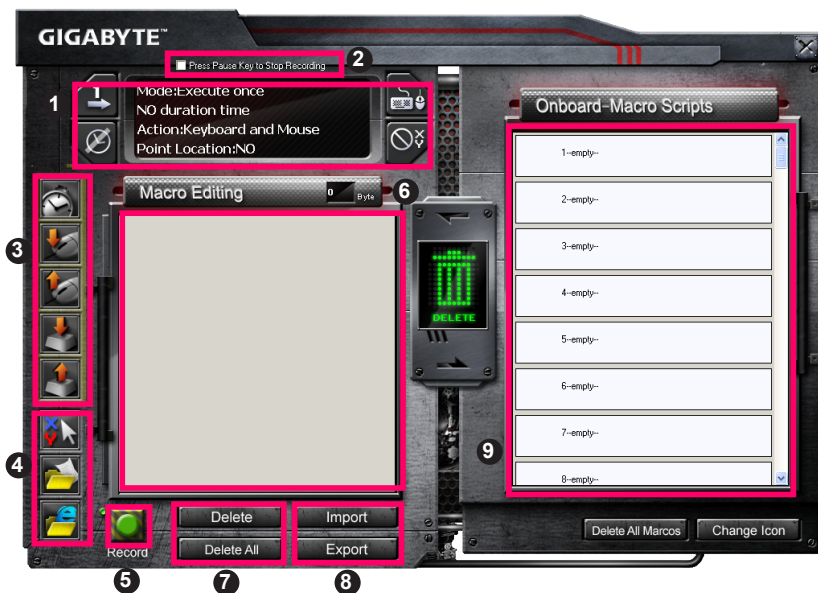 GIGABYTE™
Press Pause Key to Stop Recording
2
1
1
Mode:Execute once
NO duration time
Action:Keyboard and Mouse
Point Location:NO
X
Y
Onboard-Macro Scripts
Macro Editing
0
Byte
6
3
DELETE
1--empty--
2--empty--
3--empty--
4--empty--
5--empty--
6--empty--
7--empty--
8--empty--
9
X
Y
4
Record
5
Delete
Delete All
7
Import
Export
8
Delete All Marcos
Change Icon